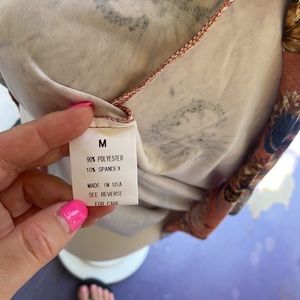 M
90% POLYESTER
10% SPANDEX
MADE IN USA
SEE REVERSE
FOR CARE